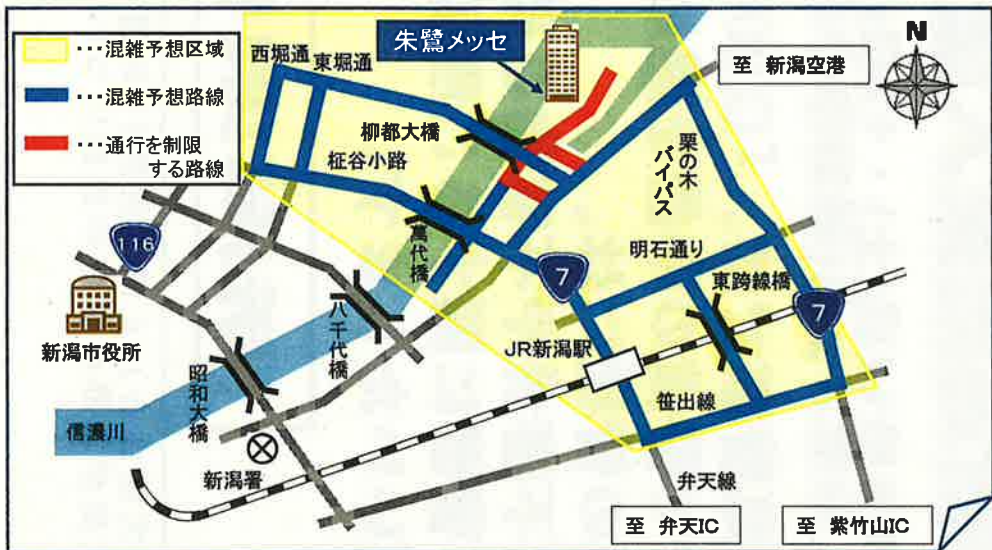 ･･･混雑予想区域
･･･混雑予想路線
･･･通行を制限
する路線
西堀通
東堀通
朱鷺メッセ
N
至 新潟空港
柳都大橋
柾谷小路
栗の木
バイパス
116
萬代橋
7
明石通り
東跨線橋
7
新潟市役所
八千代橋
JR新潟駅
昭和大橋
笹出線
信濃川
新潟署
弁天線
至 弁天IC
至 紫竹山IC